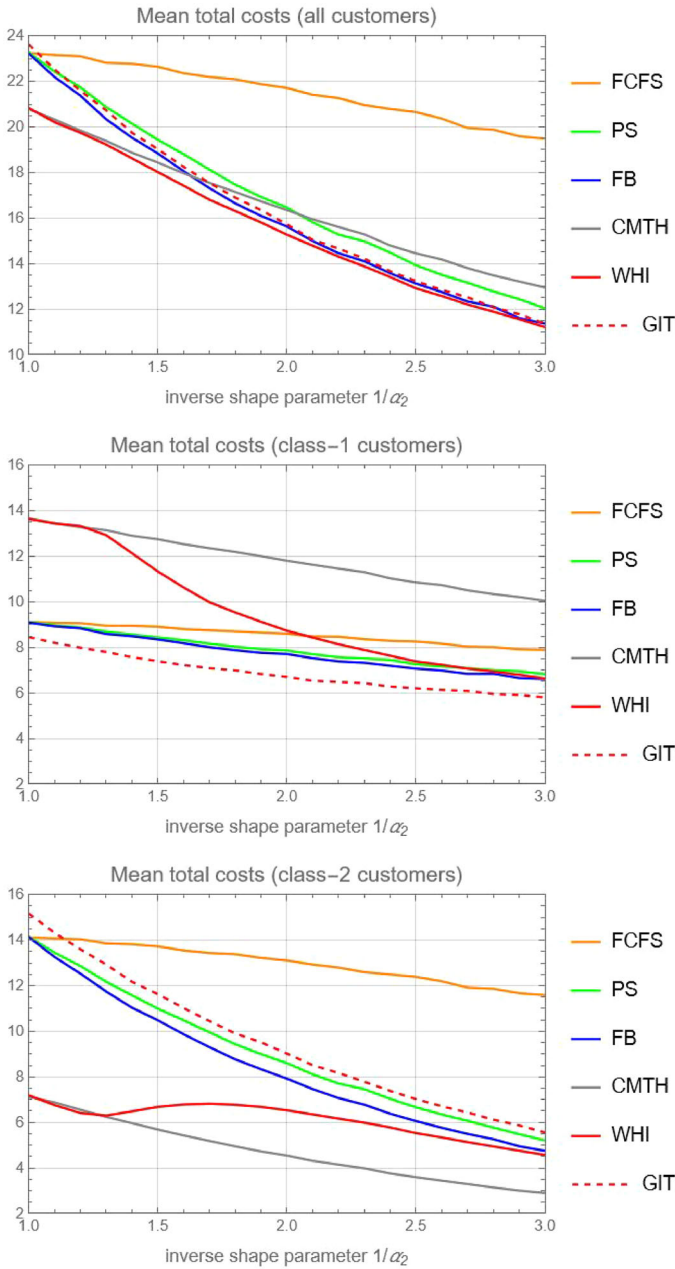 Mean total costs (all customers)
24
22
20
18
16
14
12
10
1.0 1.5 2.0 2.5 3.0
inverse shape parameter 1/α2
FCFS
PS
FB
CMTH
WHI
GIT
Mean total costs (class−1 customers)
16
14
12
10
8
6
4
2
1.0 1.5 2.0 2.5 3.0
inverse shape parameter 1/α2
FCFS
PS
FB
CMTH
WHI
GIT
Mean total costs (class−2 customers)
16
14
12
10
8
6
4
2
1.0 1.5 2.0 2.5 3.0
inverse shape parameter 1/α2
FCFS
PS
FB
CMTH
WHI
GIT